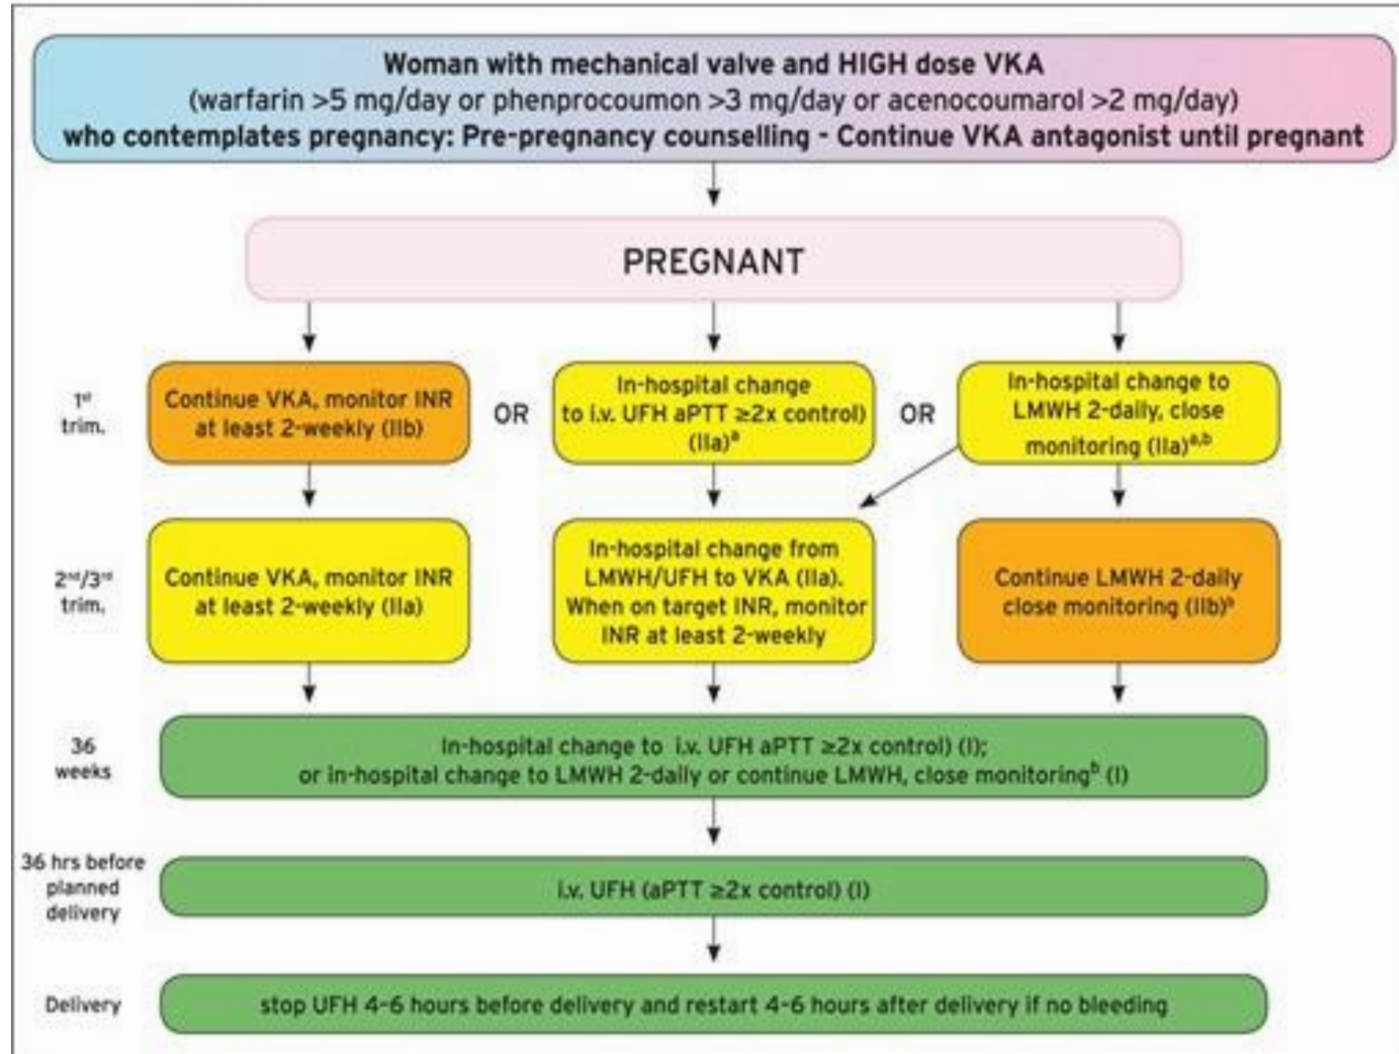 Woman with mechanical valve and HIGH dose VKA
(warfarin >5 mg/day or phenprocoumon >3 mg/day or acenocoumarol >2 mg/day)
who contemplates pregnancy: Pre-pregnancy counselling - Continue VKA antagonist until pregnant
PREGNANT
1st
trim.
Continue VKA, monitor INR
at least 2-weekly (IIb)
OR
In-hospital change
to i.v. UFH aPTT ≥2x control)
(IIa)a
OR
In-hospital change to
LMWH 2-daily, close
monitoring (IIa)a,b
2nd/3rd
trim.
Continue VKA, monitor INR
at least 2-weekly (IIa)
In-hospital change from
LMWH/UFH to VKA (IIa).
When on target INR, monitor
INR at least 2-weekly
Continue LMWH 2-daily
close monitoring (IIb)b
36
weeks
In-hospital change to i.v. UFH aPTT ≥2x control) (I);
or in-hospital change to LMWH 2-daily or continue LMWH, close monitoringb (I)
36 hrs before
planned
delivery
i.v. UFH (aPTT ≥2x control) (I)
Delivery
stop UFH 4-6 hours before delivery and restart 4-6 hours after delivery if no bleeding